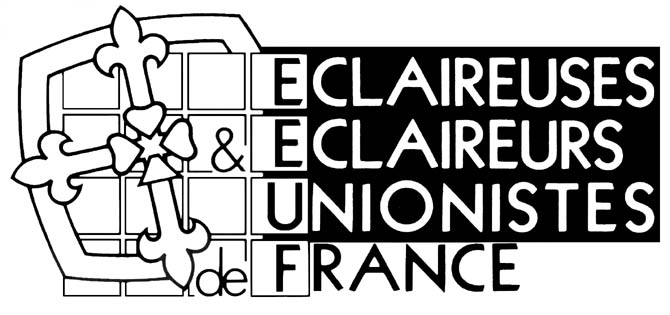 ECLAIREUSES
& ECLAIREURS
UNIONISTES
de FRANCE